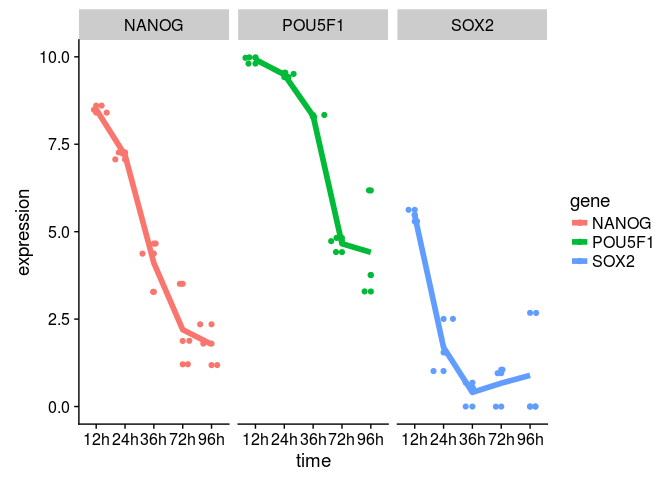 NANOG POU5F1 SOX2
expression
10.0
7.5
5.0
2.5
0.0
12h 24h 36h 72h 96h 12h 24h 36h 72h 96h 12h 24h 36h 72h 96h
time
gene
NANOG
POU5F1
SOX2